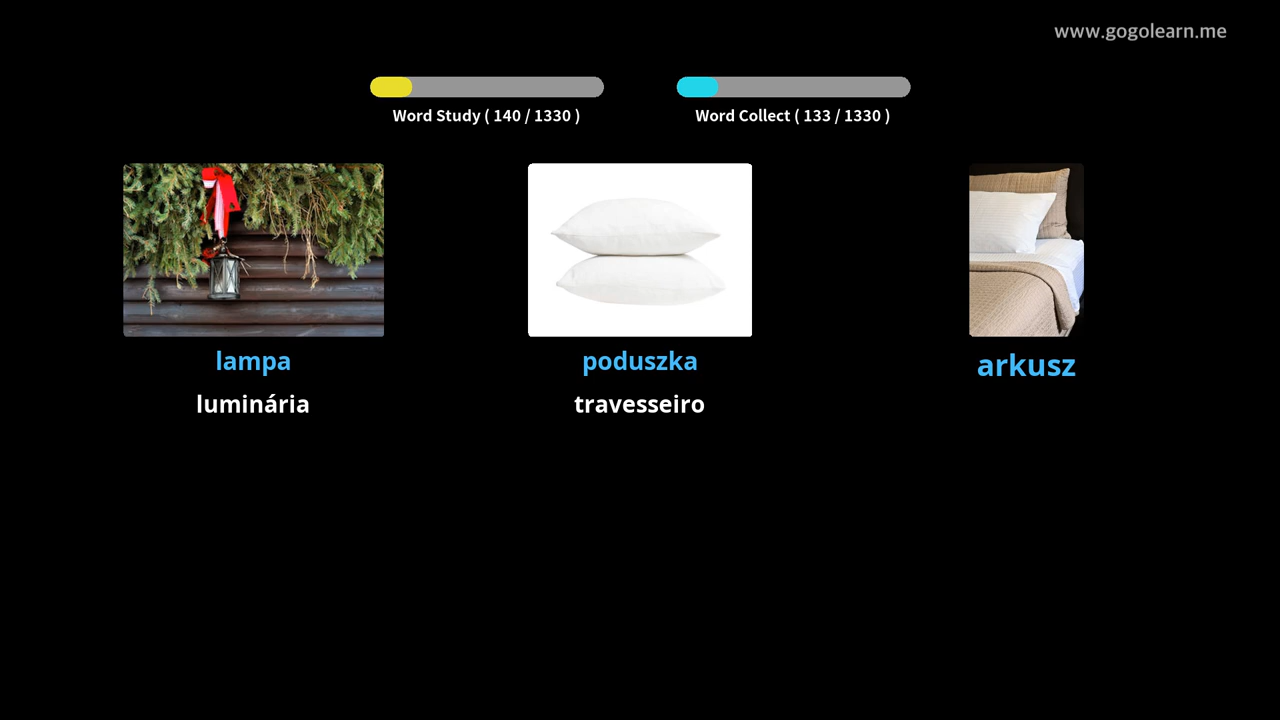 www.gogolearn.me
Word Study ( 140 / 1330 )
Word Collect ( 133 / 1330 )
lampa
luminária
poduszka
travesseiro
arkusz